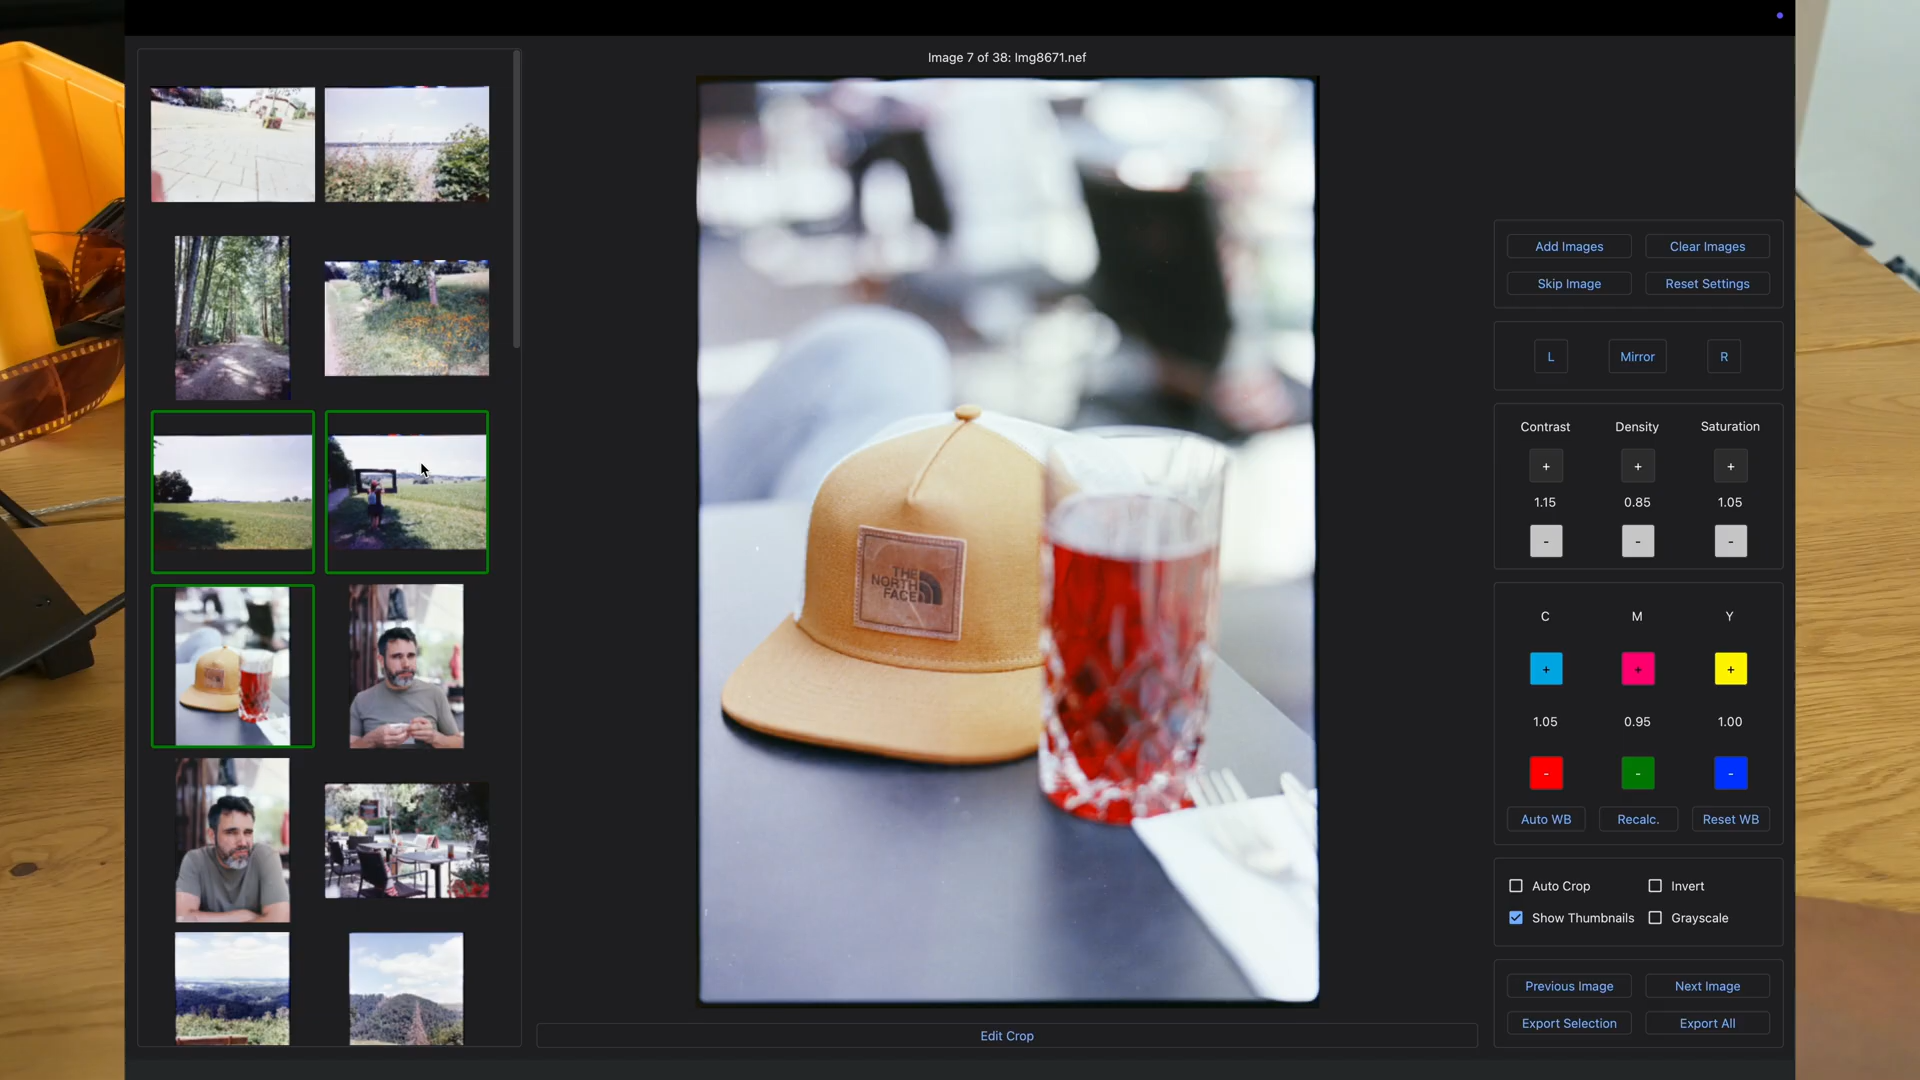 Image 7 of 38: Img8671.nef
THE
NORTH
FACE
Add Images
Clear Images
Skip Image
Reset Settings
L
Mirror
R
Contrast
Density
Saturation
+
+
+
1.15
0.85
1.05
-
-
-
C
M
Y
+
+
+
1.05
0.95
1.00
-
-
-
Auto WB
Recalc.
Reset WB
Auto Crop
Invert
Show Thumbnails
Grayscale
Previous Image
Next Image
Export Selection
Export All
Edit Crop